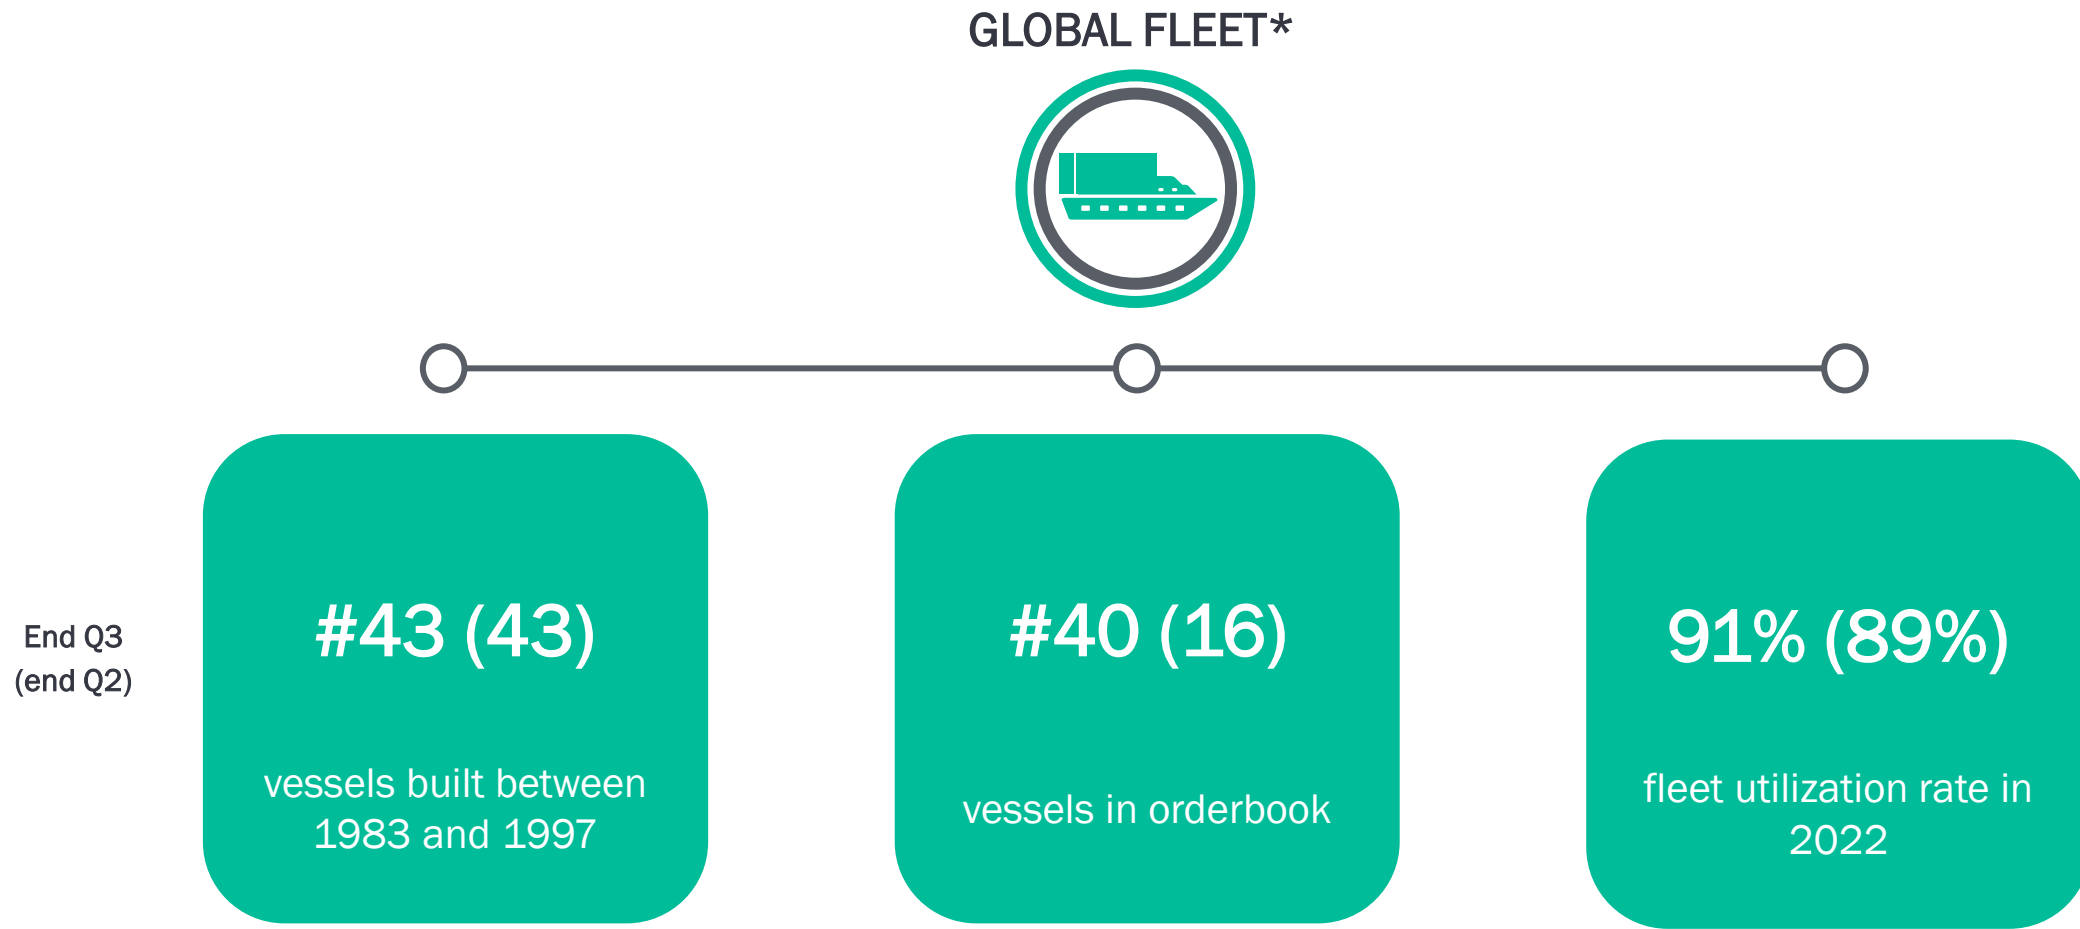 GLOBAL FLEET*
End Q3
(end Q2)
#43 (43)
vessels built between
1983 and 1997
#40 (16)
vessels in orderbook
91% (89%)
fleet utilization rate in
2022